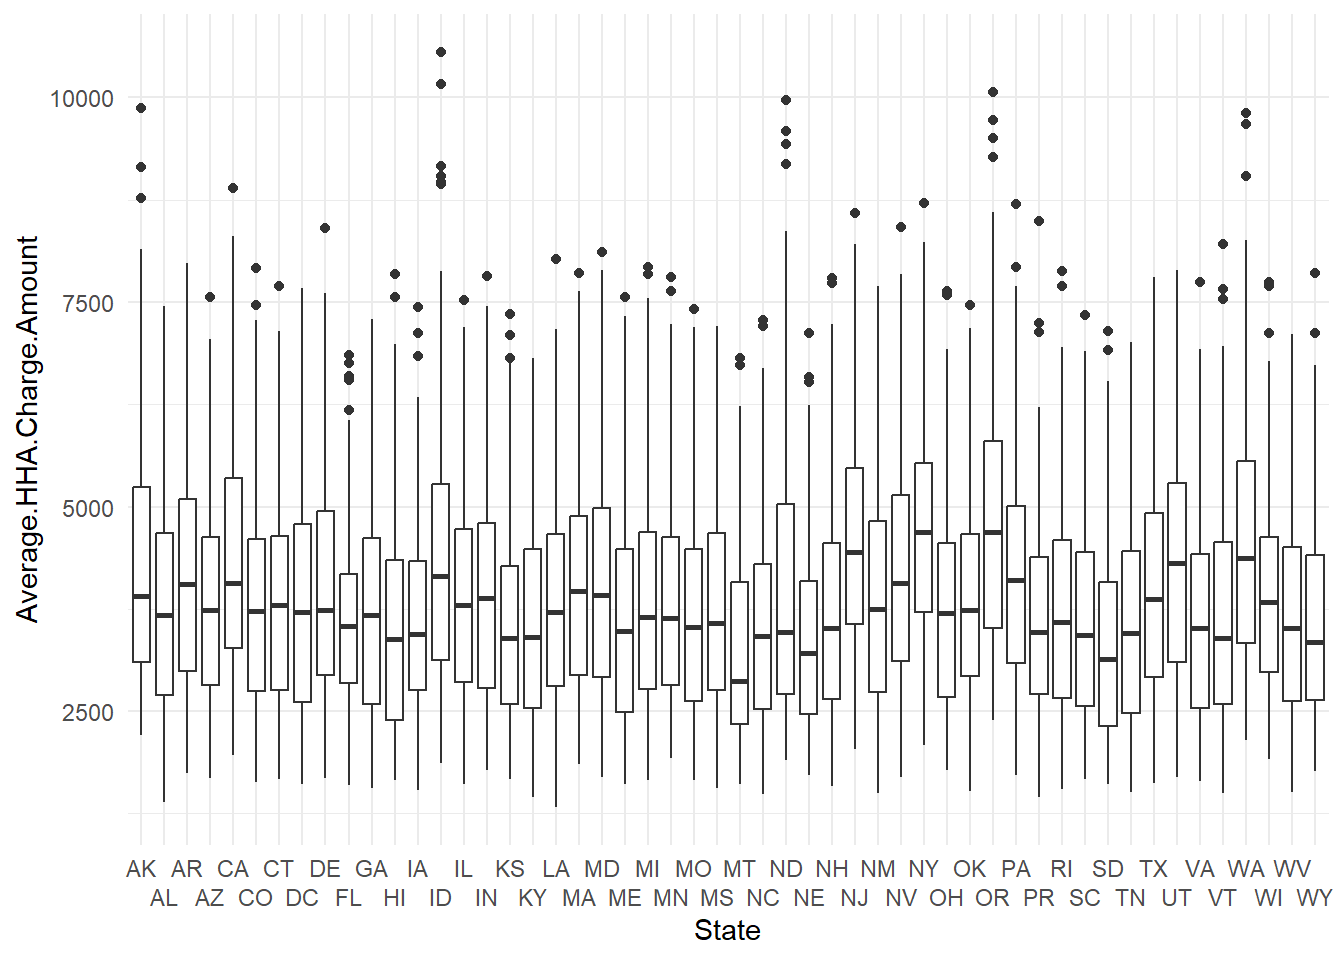 Average.HHA.Charge.Amount
10000
7500
5000
2500
AK AR CA CT DE GA IA IL KS LA MD MI MO MT ND NH NM NY OK PA RI SD TX VA WA WV
AL AZ CO DC FL HI ID IN KY MA ME MN MS NC NE NJ NV OH OR PR SC TN UT VT WI WY
State